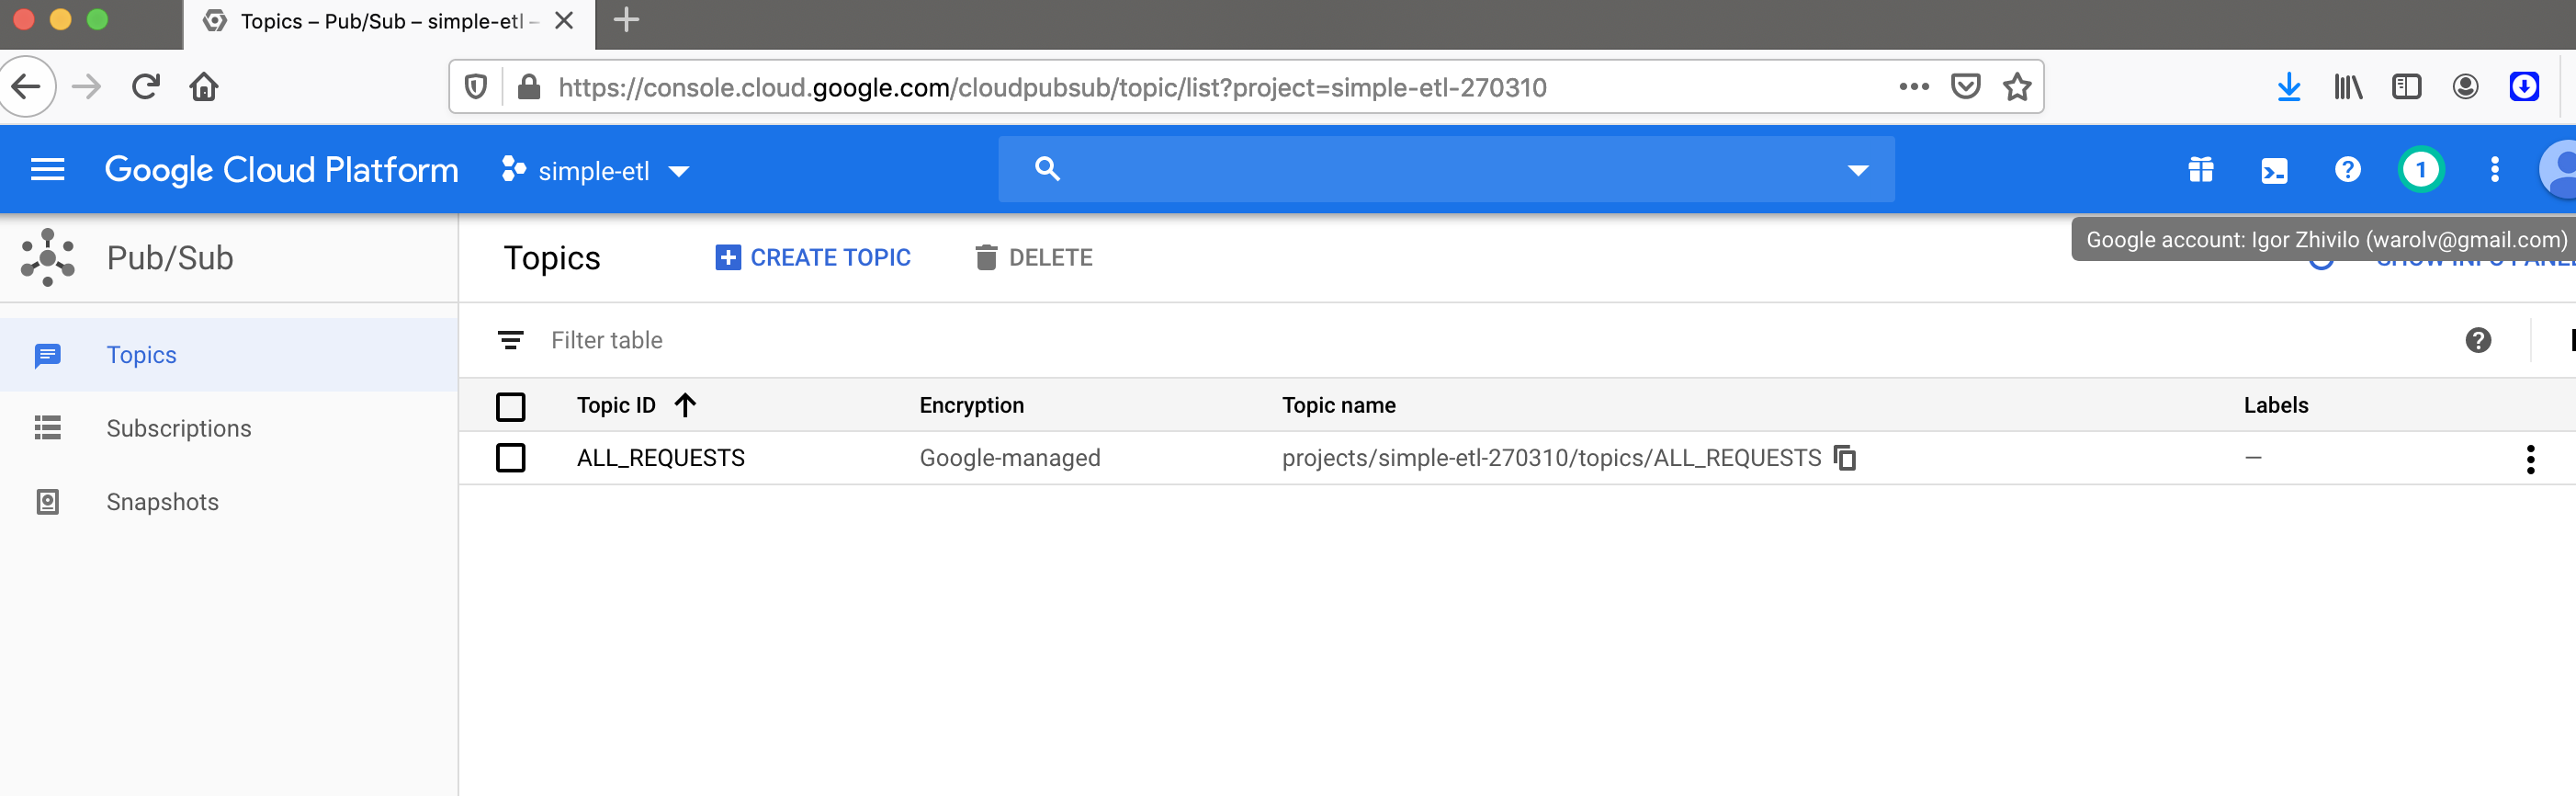 Topics – Pub/Sub – simple-etl –
https://console.cloud.google.com/cloudpubsub/topic/list?project=simple-etl-270310
Google Cloud Platform simple-etl 1
Google account: Igor Zhivilo (warolv@gmail.com)
Pub/Sub
Topics CREATE TOPIC DELETE
Topics
Subscriptions
Snapshots
Filter table
Topic ID Encryption Topic name Labels
ALL_REQUESTS Google-managed projects/simple-etl-270310/topics/ALL_REQUESTS –